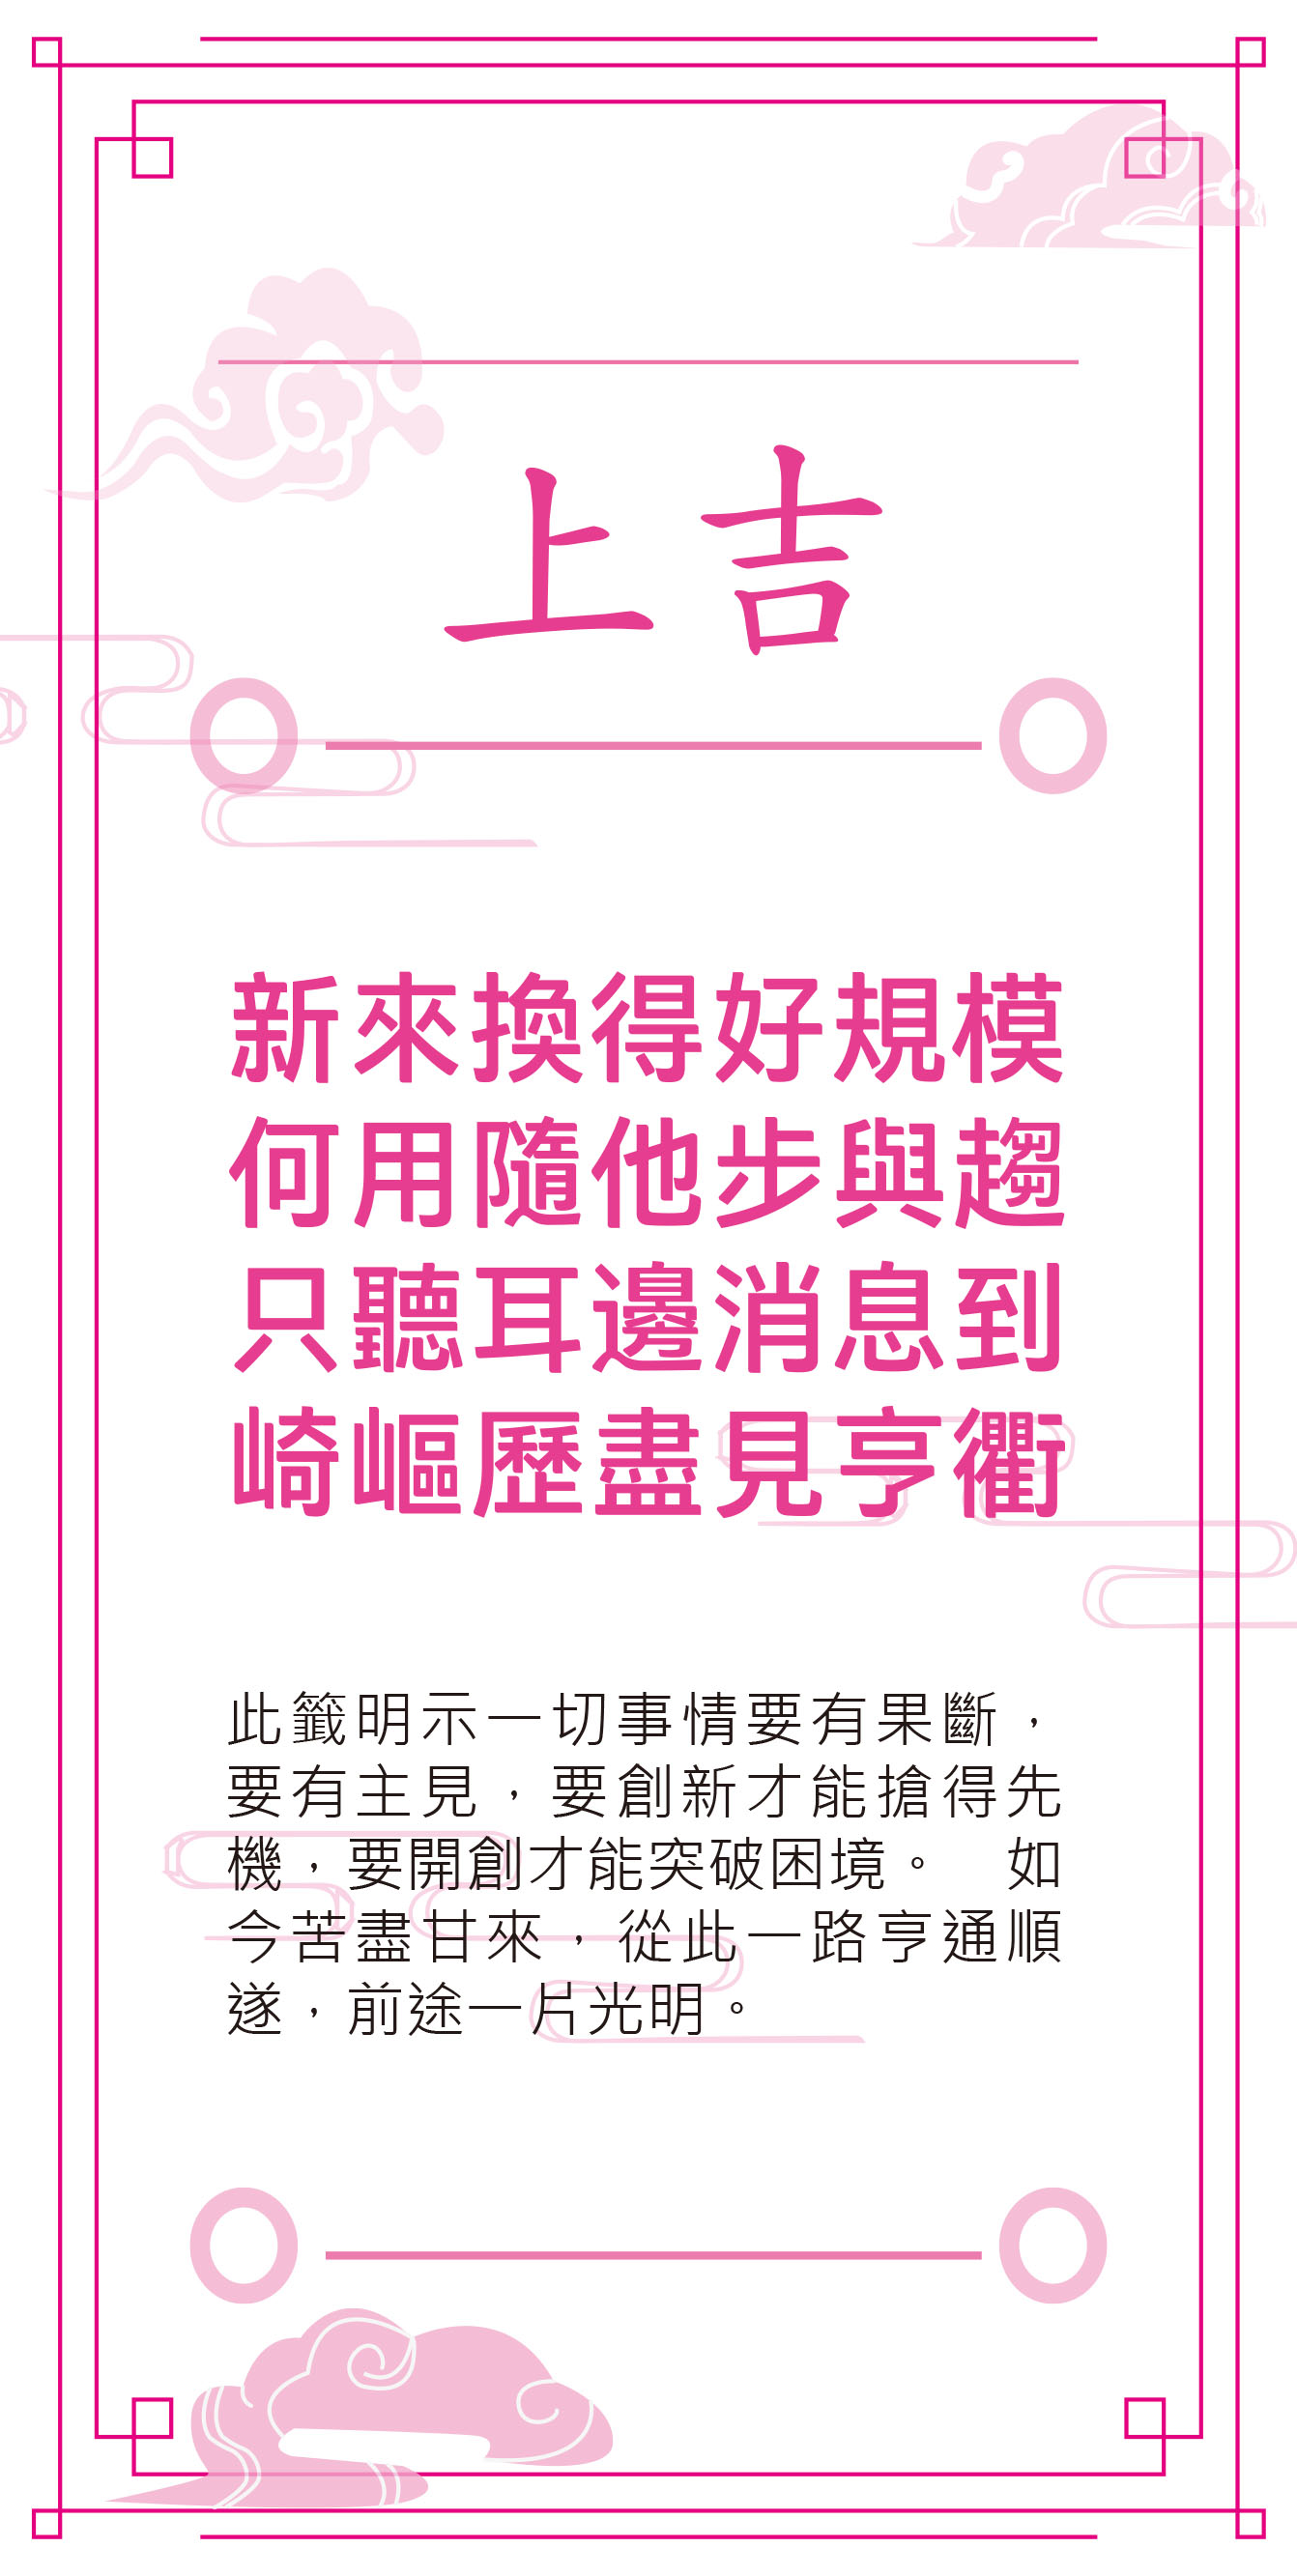 上吉
新來換得好規模
何用隨他步與趨
只聽耳邊消息到
崎嶇歷盡見亨衢
此籤明示一切事情要有果斷，
要有主見，要創新才能搶得先
機，要開創才能突破困境。　如
今苦盡甘來，從此一路亨通順
遂，前途一片光明。